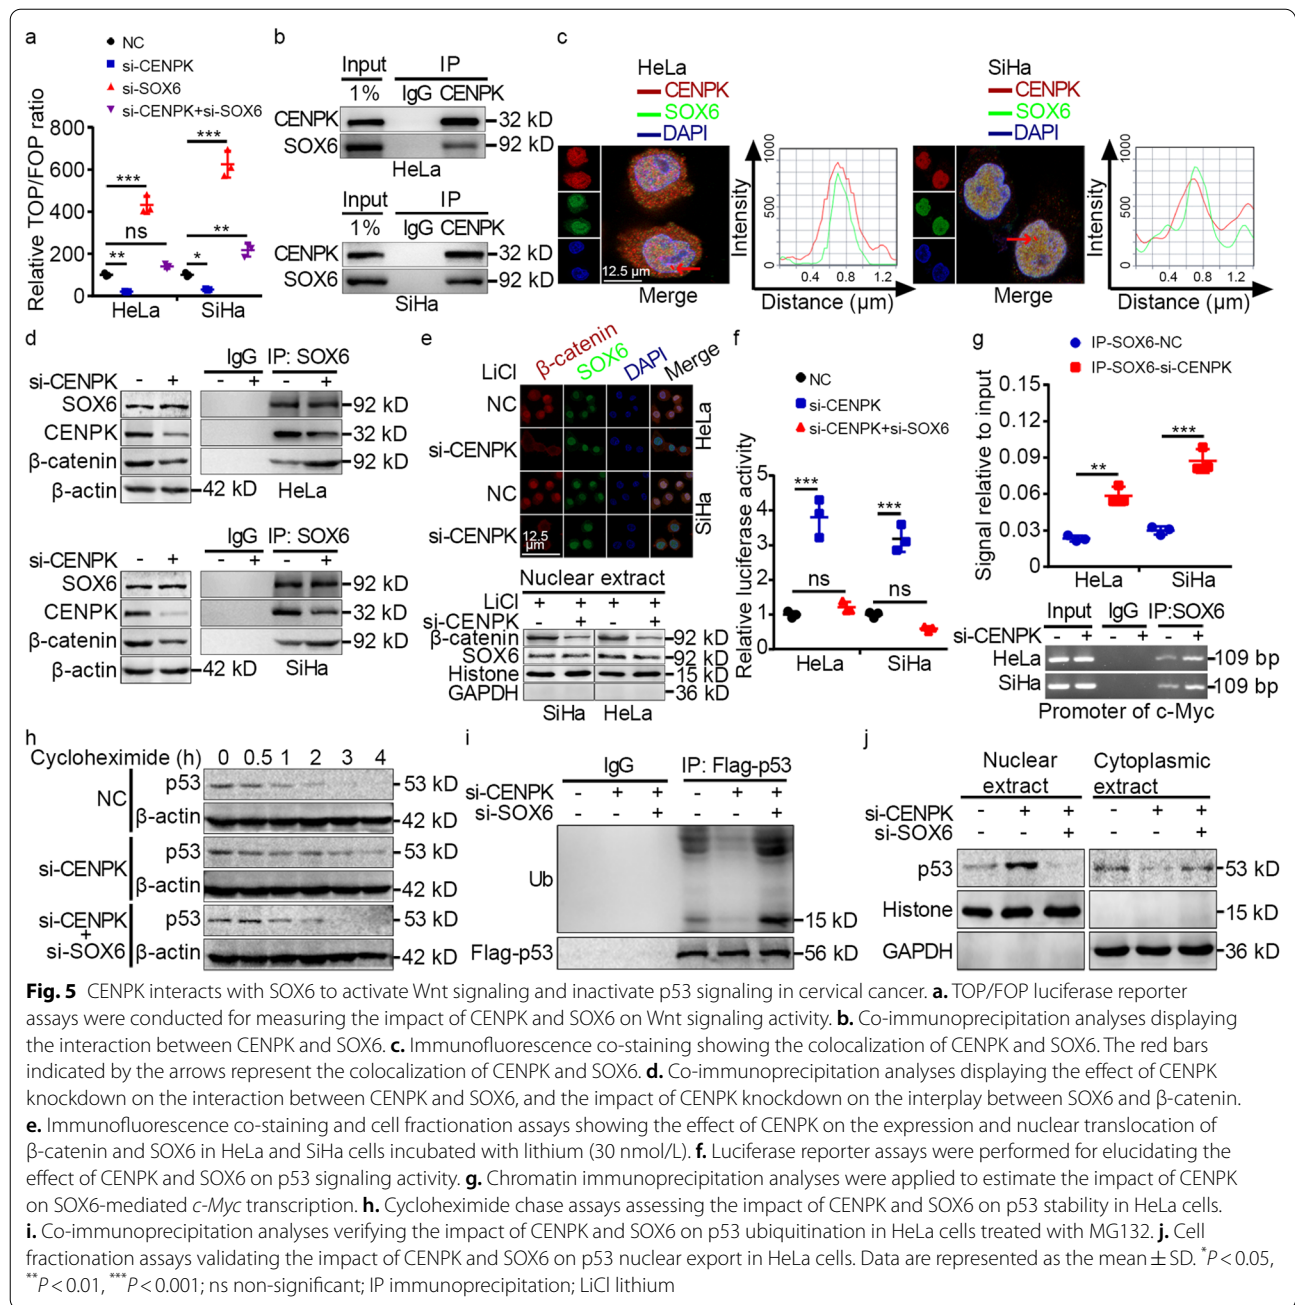 a
NC
si-CENPK
si-SOX6
si-CENPK+si-SOX6
Relative TOP/FOP ratio
800
600
400
200
0
***
***
ns
**
**
*
HeLa SiHa
b
Input IP
1% IgG CENPK
CENPK 32 kD
SOX6 92 kD
HeLa
Input IP
1% IgG CENPK
CENPK 32 kD
SOX6 92 kD
SiHa
c
HeLa
CENPK
SOX6
DAPI
12.5 µm
Merge
Intensity
1000
500
0
0.4 0.8 1.2
Distance (µm)
SiHa
CENPK
SOX6
DAPI
Merge
Intensity
1000
500
0
0.4 0.8 1.2
Distance (µm)
d
IgG IP: SOX6
si-CENPK - + - + - +
SOX6 92 kD
CENPK 32 kD
β-catenin 92 kD
β-actin 42 kD
HeLa
IgG IP: SOX6
si-CENPK - + - + - +
SOX6 92 kD
CENPK 32 kD
β-catenin 92 kD
β-actin 42 kD
SiHa
e
LiCl β-catenin SOX6 DAPI Merge
NC
si-CENPK
HeLa
NC
si-CENPK
SiHa
12.5 µm
Nuclear extract
LiCl + + + +
si-CENPK - + - +
β-catenin 92 kD
SOX6 92 kD
Histone 15 kD
GAPDH 36 kD
SiHa HeLa
f
NC
si-CENPK
si-CENPK+si-SOX6
Relative luciferase activity
5
4
3
2
1
0
***
***
ns
ns
HeLa SiHa
g
IP-SOX6-NC
IP-SOX6-si-CENPK
Signal relative to input
0.15
0.12
0.09
0.06
0.03
0
**
***
HeLa SiHa
Input IgG IP:SOX6
si-CENPK - + - + - +
HeLa 109 bp
SiHa 109 bp
Promoter of c-Myc
h
Cycloheximide (h) 0 0.5 1 2 3 4
NC
p53 53 kD
β-actin 42 kD
si-CENPK
p53 53 kD
β-actin 42 kD
si-CENPK
+
si-SOX6
p53 53 kD
β-actin 42 kD
i
IgG IP: Flag-p53
si-CENPK - + + - + +
si-SOX6 - - + - - +
Ub
15 kD
Flag-p53 56 kD
j
Nuclear extract Cytoplasmic extract
si-CENPK - + + - + +
si-SOX6 - - + - - +
p53 53 kD
Histone 15 kD
GAPDH 36 kD
Fig. 5 CENPK interacts with SOX6 to activate Wnt signaling and inactivate p53 signaling in cervical cancer. a. TOP/FOP luciferase reporter
assays were conducted for measuring the impact of CENPK and SOX6 on Wnt signaling activity. b. Co-immunoprecipitation analyses displaying
the interaction between CENPK and SOX6. c. Immunofluorescence co-staining showing the colocalization of CENPK and SOX6. The red bars
indicated by the arrows represent the colocalization of CENPK and SOX6. d. Co-immunoprecipitation analyses displaying the effect of CENPK
knockdown on the interaction between CENPK and SOX6, and the impact of CENPK knockdown on the interplay between SOX6 and β-catenin.
e. Immunofluorescence co-staining and cell fractionation assays showing the effect of CENPK on the expression and nuclear translocation of
β-catenin and SOX6 in HeLa and SiHa cells incubated with lithium (30 nmol/L). f. Luciferase reporter assays were performed for elucidating the
effect of CENPK and SOX6 on p53 signaling activity. g. Chromatin immunoprecipitation analyses were applied to estimate the impact of CENPK
on SOX6-mediated c-Myc transcription. h. Cycloheximide chase assays assessing the impact of CENPK and SOX6 on p53 stability in HeLa cells.
i. Co-immunoprecipitation analyses verifying the impact of CENPK and SOX6 on p53 ubiquitination in HeLa cells treated with MG132. j. Cell
fractionation assays validating the impact of CENPK and SOX6 on p53 nuclear export in HeLa cells. Data are represented as the mean ± SD. *P < 0.05,
**P < 0.01, ***P < 0.001; ns non-significant; IP immunoprecipitation; LiCl lithium